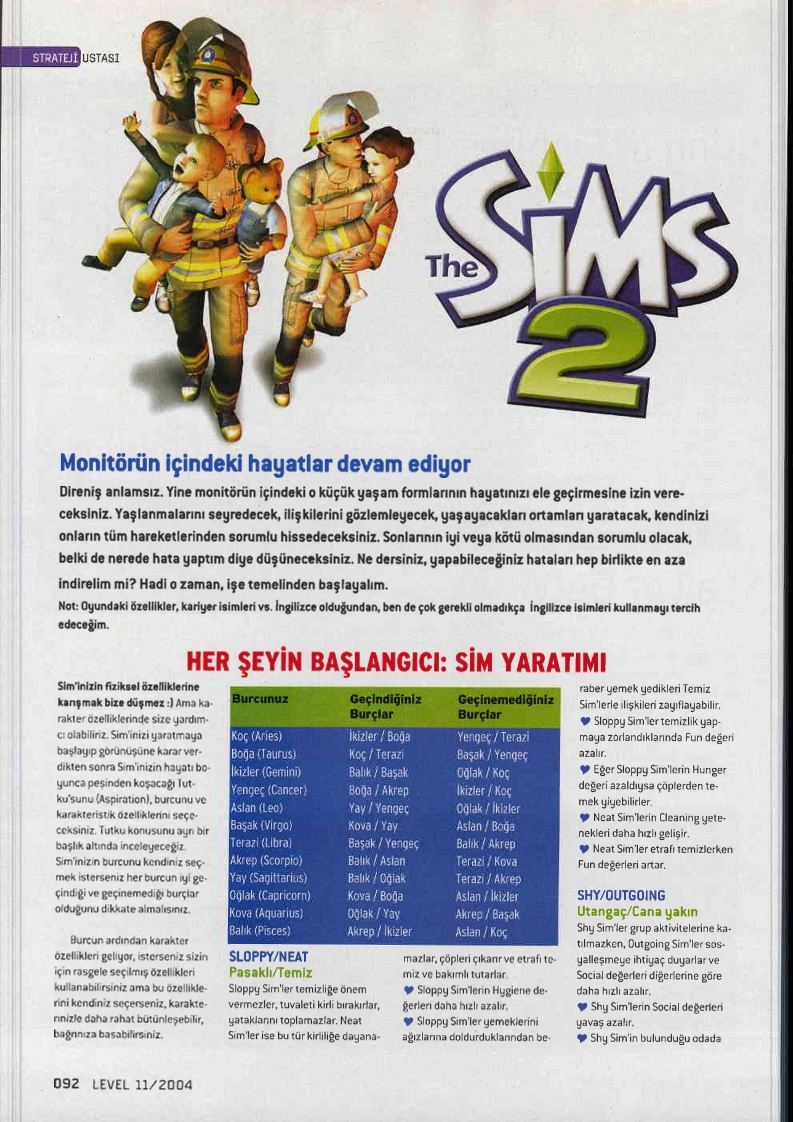 STRATEJİ USTASI
The SiMS 2
Monitörün içindeki hayatlar devam ediyor
Direniş anlamsız. Yine monitörün içindeki o küçük yaşam formlarının hayatınızı ele geçirmesine izin vere-
ceksiniz. Yaşlanmalarını seyredecek, ilişkilerini gözlemleyecek, yaşayacakları ortamları yaratacak, kendinizi
onların tüm hareketlerinden sorumlu hissedeceksiniz. Sonlarının iyi veya kötü olmasından sorumlu olacak,
belki de nerede hata yaptım diye düşüneceksiniz. Ne dersiniz, yapabileceğiniz hataları hep birlikte en aza
indirelim mi? Hadi o zaman, işe temelinden başlayalım.
Not: Oyundaki özellikler, kariyer isimleri vs. İngilizce olduğundan, ben de çok gerekli olmadıkça İngilizce isimleri kullanmayı tercih
edeceğim.
HER ŞEYİN BAŞLANGICI: SİM YARATIMI
Sim'inizin fiziksel özelliklerine
karışmak bize düşmez :) Ama ka-
rakter özelliklerinde size yardım-
cı olabiliriz. Sim'inizi yaratmaya
başlayıp görünüşüne karar ver-
dikten sonra Sim'inizin hayatı bo-
yunca peşinden koşacağı Tut-
ku'sunu (Aspiration), burcunu ve
karakteristik özelliklerini seçe-
ceksiniz. Tutku konusunu ayrı bir
başlık altında inceleyeceğiz.
Sim'inizin burcunu kendiniz seç-
mek isterseniz her burcun iyi ge-
çindiği ve geçinemediği burçlar
olduğunu dikkate almalısınız.
Burcun ardından karakter
özellikleri geliyor, isterseniz sizin
için rasgele seçilmiş özellikleri
kullanabilirsiniz ama bu özellikle-
rini kendiniz seçerseniz, karakte-
rinizle daha rahat bütünleşebilir,
bağrınıza basabilirsiniz.
Burcunuz Geçindiğiniz Burçlar Geçinemediğiniz Burçlar
Koç (Aries) İkizler / Boğa Yengeç / Terazi
Boğa (Taurus) Koç / Terazi Başak / Yengeç
İkizler (Gemini) Balık / Başak Oğlak / Koç
Yengeç (Cancer) Boğa / Akrep İkizler / Koç
Aslan (Leo) Yay / Yengeç Oğlak / İkizler
Başak (Virgo) Kova / Yay Aslan / Boğa
Terazi (Libra) Başak / Yengeç Balık / Akrep
Akrep (Scorpio) Balık / Aslan Terazi / Kova
Yay (Sagittarius) Balık / Oğlak Terazi / Akrep
Oğlak (Capricorn) Kova / Boğa Aslan / İkizler
Kova (Aquarius) Oğlak / Yay Akrep / Başak
Balık (Pisces) Akrep / İkizler Aslan / Koç
SLOPPY/NEAT
Pasaklı/Temiz
Sloppy Sim'ler temizliğe önem
vermezler, tuvaleti kirli bırakırlar,
yataklarını toplamazlar. Neat
Sim'ler ise bu tür kirliliğe dayana-
mazlar, çöpleri çıkarır ve etrafı te-
miz ve bakımlı tutarlar.
Sloppy Sim'lerin Hygiene de-
ğerleri daha hızlı azalır.
Sloppy Sim'ler yemeklerini
ağızlarına doldurduklarından be-
raber yemek yedikleri Temiz
Sim'lerle ilişkileri zayıflayabilir.
Sloppy Sim'ler temizlik yap-
maya zorlandıklarında Fun değeri
azalır.
Eğer Sloppy Sim'lerin Hunger
değeri azaldıysa çöplerden te-
mek yiyebilirler.
Neat Sim'lerin Cleaning yete-
nekleri daha hızlı gelişir.
Neat Sim'ler etrafı temizlerken
Fun değerleri artar.
SHY/OUTGOING
Utangaç/Cana yakın
Shy Sim'ler grup aktivitelerine ka-
tılmazken, Outgoing Sim'ler sos-
yalleşmeye ihtiyaç duyarlar ve
Social değerleri diğerlerine göre
daha hızlı azalır.
Shy Sim'lerin Social değerleri
yavaş azalır.
Shy Sim'in bulunduğu odada
092 LEVEL 11/2004